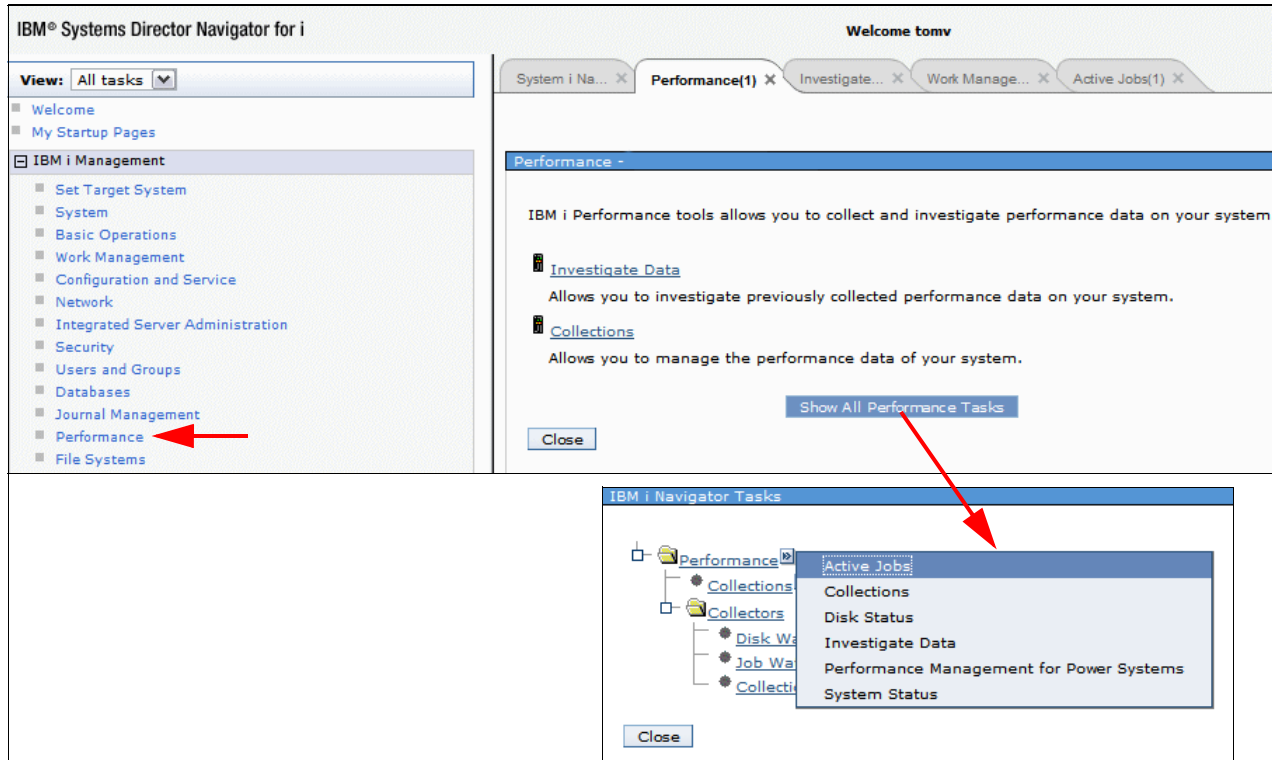 IBM® Systems Director Navigator for i
Welcome tomv
View: All tasks
Welcome
My Startup Pages
IBM i Management
Set Target System
System
Basic Operations
Work Management
Configuration and Service
Network
Integrated Server Administration
Security
Users and Groups
Databases
Journal Management
Performance
File Systems
System i Na... Performance(1) Investigate... Work Manage... Active Jobs(1)
Performance -
IBM i Performance tools allows you to collect and investigate performance data on your system
Investigate Data
Allows you to investigate previously collected performance data on your system.
Collections
Allows you to manage the performance data of your system.
Show All Performance Tasks
Close
IBM i Navigator Tasks
Performance
Collections
Collectors
Disk Wa
Job Wat
Collecti
Active Jobs
Collections
Disk Status
Investigate Data
Performance Management for Power Systems
System Status
Close